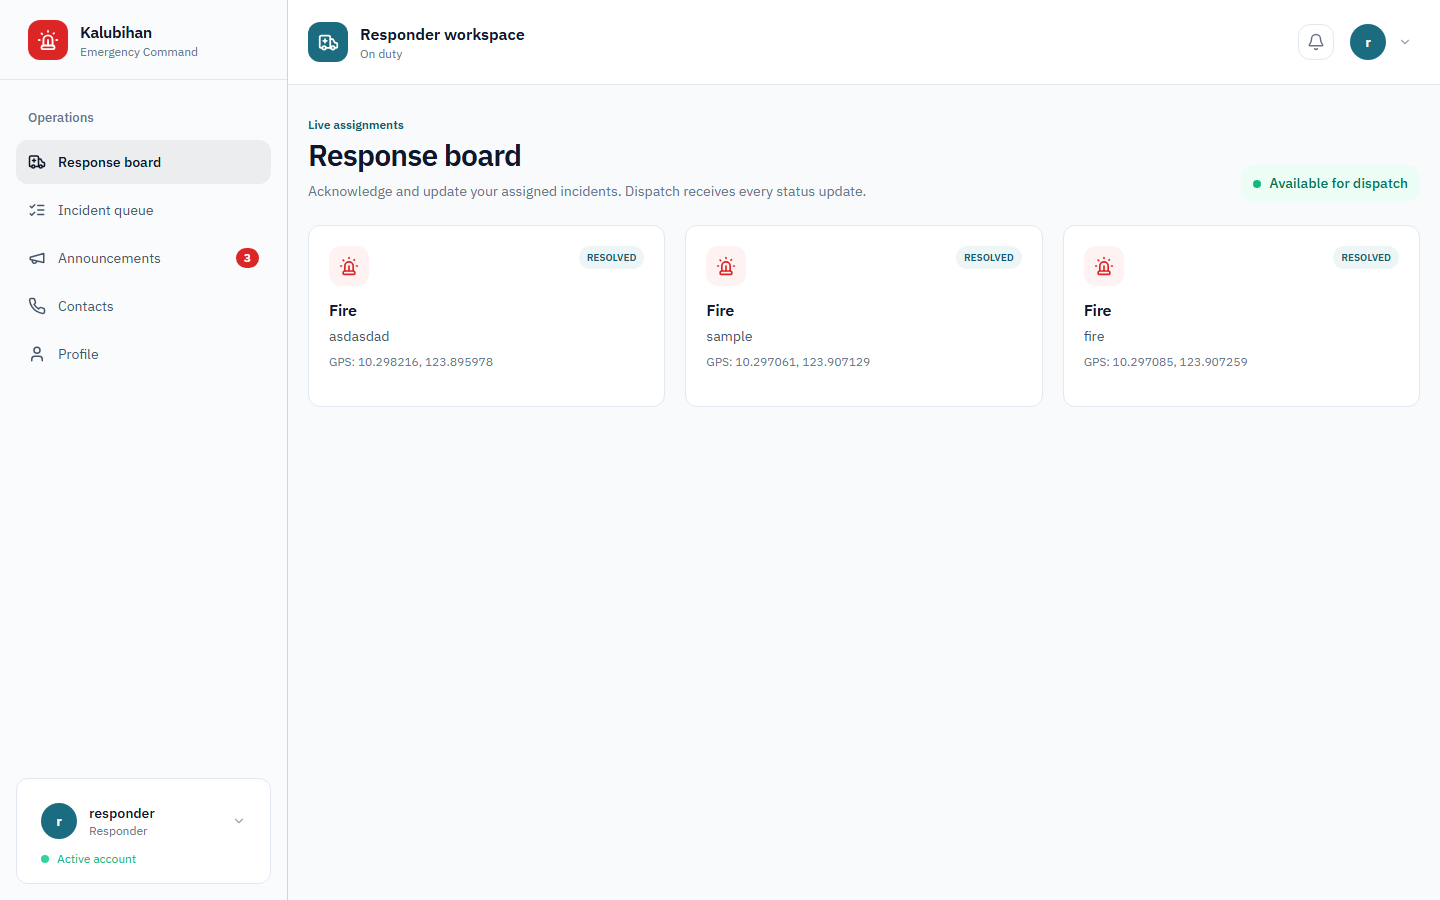 Kalubihan
Emergency Command
Operations
Response board
Incident queue
Announcements 3
Contacts
Profile
r
responder
Responder
Active account
Responder workspace
On duty
r
Live assignments
Response board
Acknowledge and update your assigned incidents. Dispatch receives every status update.
Available for dispatch
RESOLVED
Fire
asdasdad
GPS: 10.298216, 123.895978
RESOLVED
Fire
sample
GPS: 10.297061, 123.907129
RESOLVED
Fire
fire
GPS: 10.297085, 123.907259